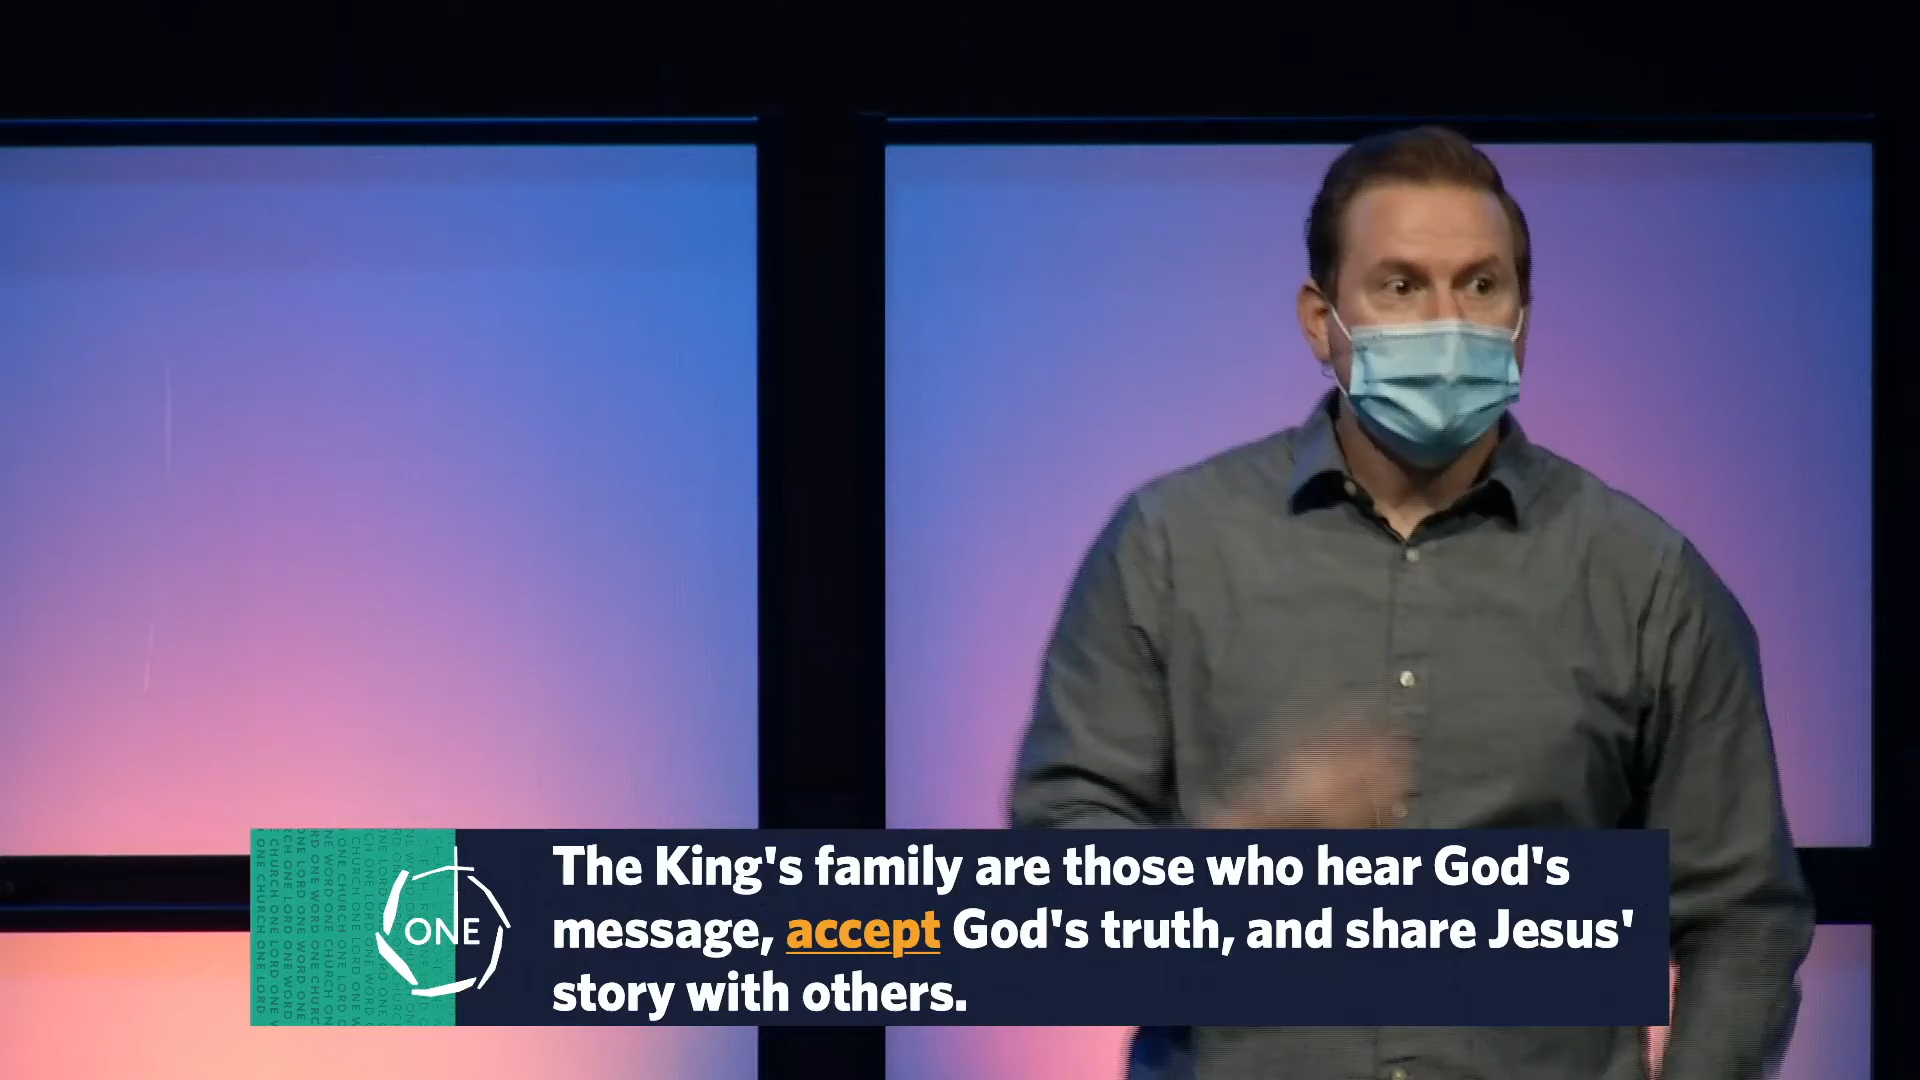 ONE
The King's family are those who hear God's
message, accept God's truth, and share Jesus'
story with others.